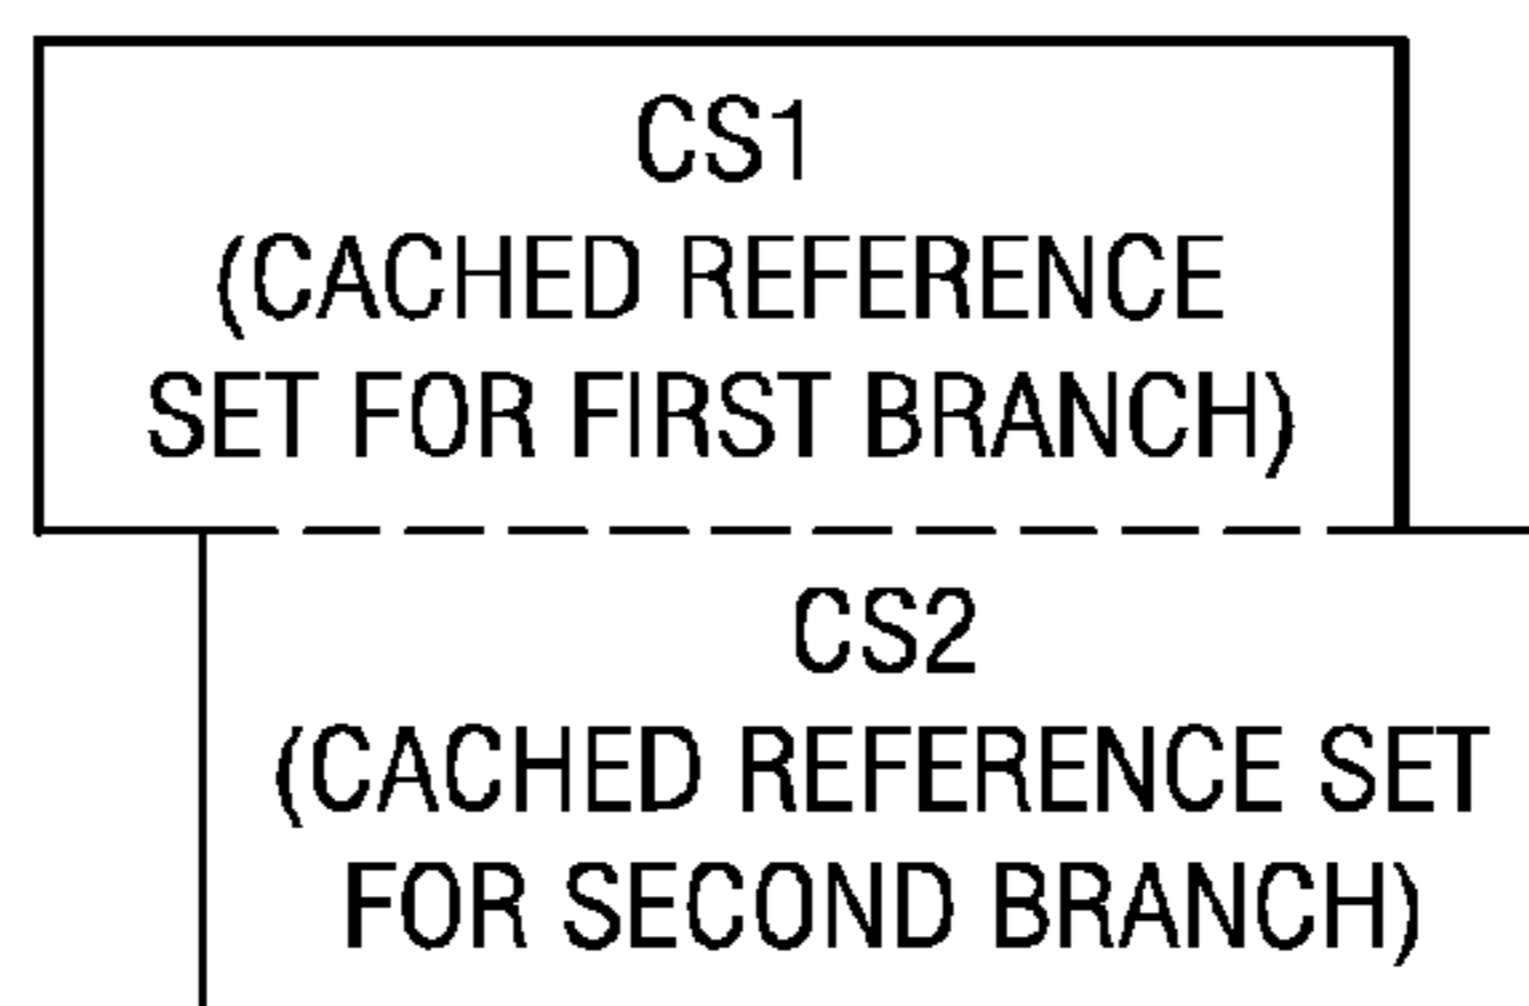 CS1
(CACHED REFERENCE
SET FOR FIRST BRANCH)
CS2
(CACHED REFERENCE SET
FOR SECOND BRANCH)